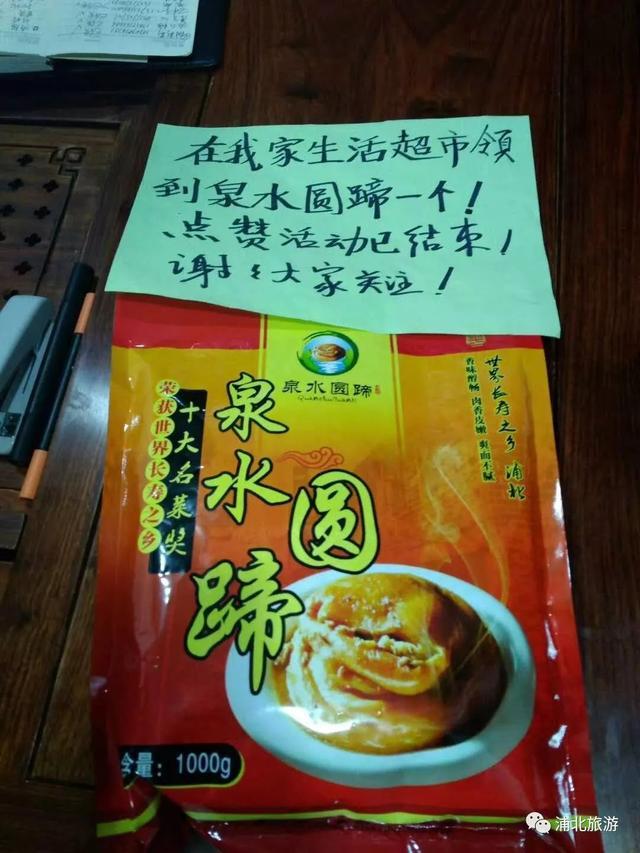 在我家生活超市领
到泉水圆蹄一个！
点赞活动已结束！
谢〻大家关注！
泉水圆蹄
世界长寿之乡 浦北
香味醇畅 肉香皮嫩 爽而不腻
荣获世界长寿之乡
十大名菜奖
泉水圆蹄
含量：1000g
浦北旅游